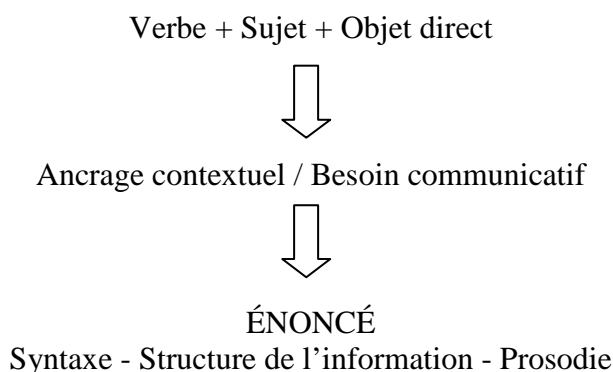 Verbe + Sujet + Objet direct
Ancrage contextuel / Besoin communicatif
ÉNONCÉ
Syntaxe - Structure de l’information - Prosodie